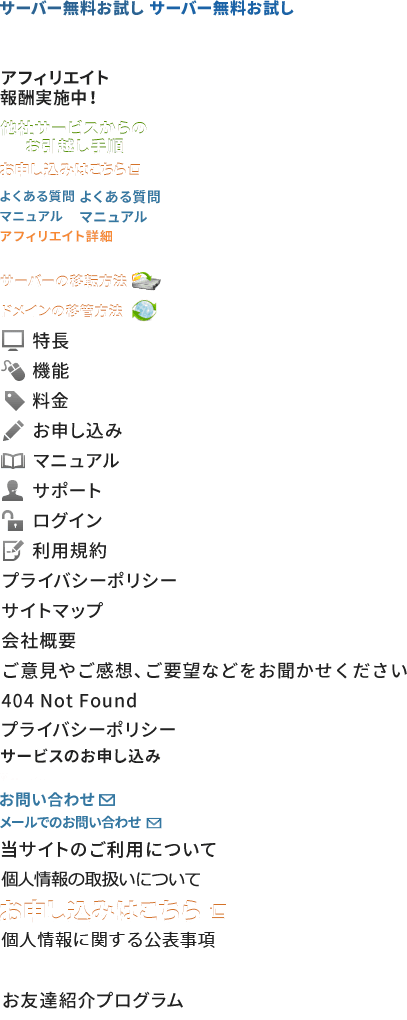 サーバー無料お試し サーバー無料お試し
アフィリエイト
報酬実施中！
他社サービスからの
お引越し手順
お申し込みはこちら
よくある質問 よくある質問
マニュアル マニュアル
アフィリエイト詳細
サーバーの移転方法
ドメインの移管方法
特長
機能
料金
お申し込み
マニュアル
サポート
ログイン
利用規約
プライバシーポリシー
サイトマップ
会社概要
ご意見やご感想、ご要望などをお聞かせください
404 Not Found
プライバシーポリシー
サービスのお申し込み
お問い合わせ
メールでのお問い合わせ
当サイトのご利用について
個人情報の取扱いについて
お申し込みはこちら
個人情報に関する公表事項
お友達紹介プログラム